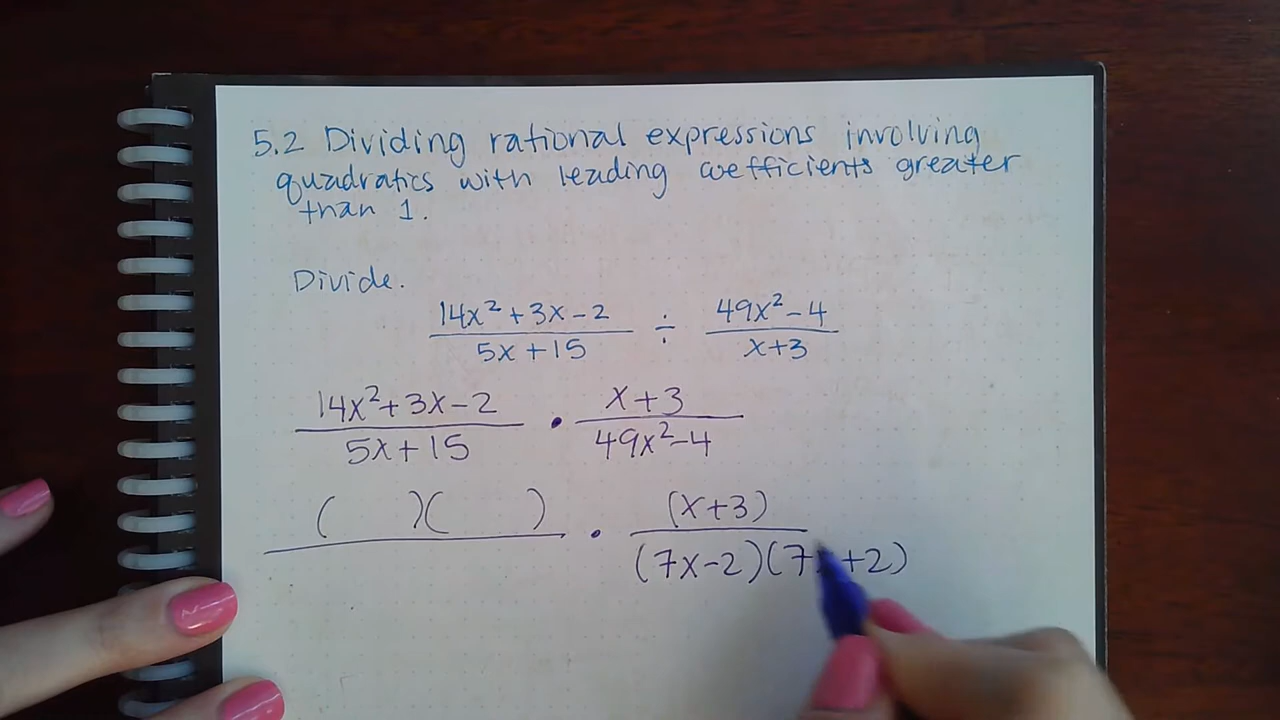 5.2 Dividing rational expressions involving
quadratics with leading coefficients greater
than 1.
Divide.
14x² + 3x - 2 / 5x + 15 ÷ 49x² - 4 / x + 3
14x² + 3x - 2 / 5x + 15 • x + 3 / 49x² - 4
( )( ) / • (x + 3) / (7x - 2)(7x + 2)